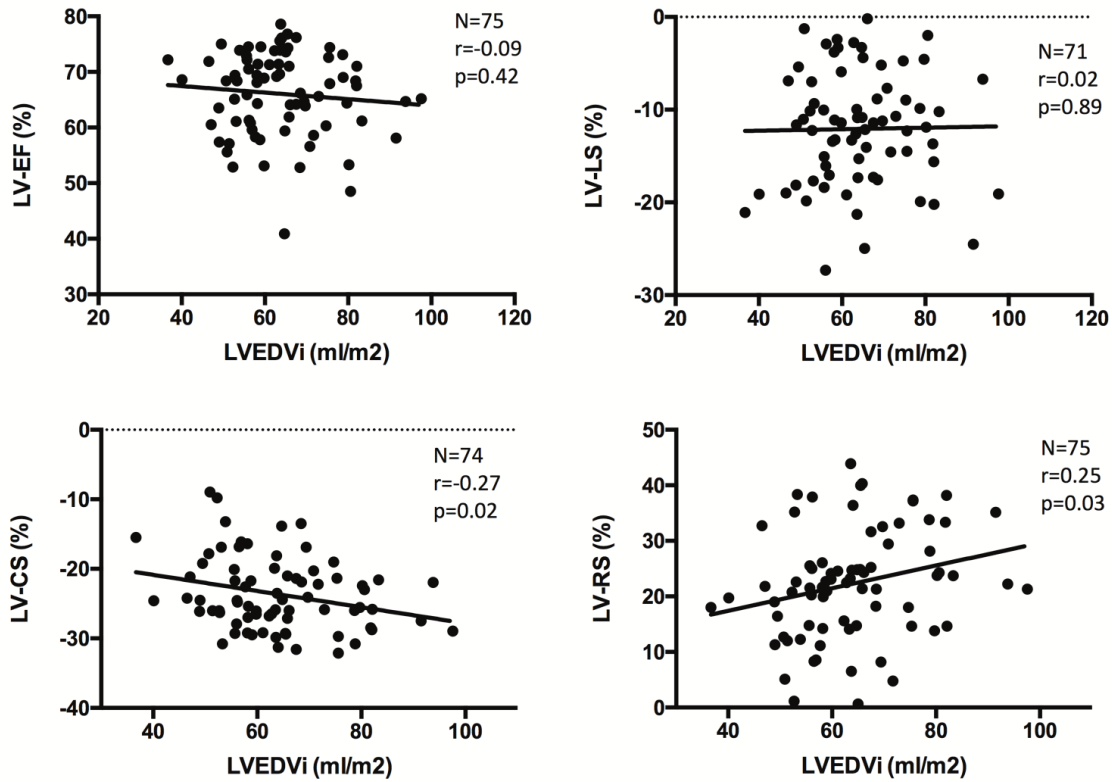 80
70
60
50
40
30
LV-EF (%)
N=75
r=-0.09
p=0.42
20 40 60 80 100 120
LVEDVi (ml/m2)
0
-10
-20
-30
LV-LS (%)
N=71
r=0.02
p=0.89
20 40 60 80 100 120
LVEDVi (ml/m2)
0
-10
-20
-30
-40
LV-CS (%)
N=74
r=-0.27
p=0.02
40 60 80 100
LVEDVi (ml/m2)
50
40
30
20
10
0
LV-RS (%)
N=75
r=0.25
p=0.03
40 60 80 100
LVEDVi (ml/m2)